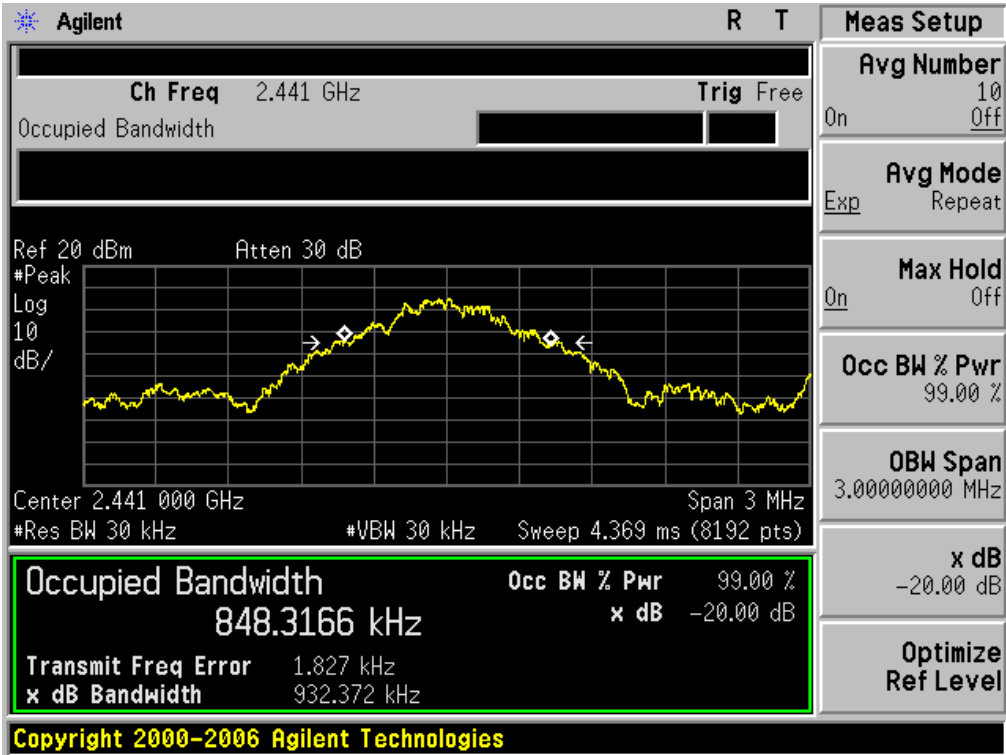 Agilent R T Meas Setup
Ch Freq 2.441 GHz Trig Free
Occupied Bandwidth
Ref 20 dBm Atten 30 dB
#Peak
Log
10
dB/
Center 2.441 000 GHz Span 3 MHz
#Res BW 30 kHz #VBW 30 kHz Sweep 4.369 ms (8192 pts)
Occupied Bandwidth Occ BW % Pwr 99.00 %
848.3166 kHz x dB -20.00 dB
Transmit Freq Error 1.827 kHz
x dB Bandwidth 932.372 kHz
Avg Number
10
On Off
Avg Mode
Exp Repeat
Max Hold
On Off
Occ BW % Pwr
99.00 %
OBW Span
3.00000000 MHz
x dB
-20.00 dB
Optimize
Ref Level
Copyright 2000-2006 Agilent Technologies